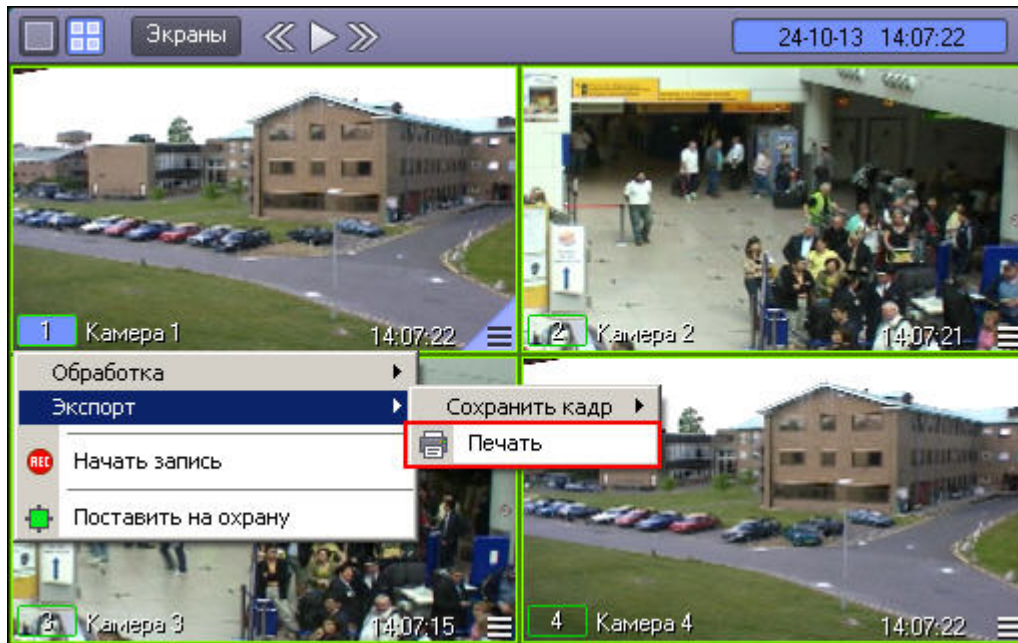 Экраны
24-10-13 14:07:22
1 Камера 1 14:07:22
2 Камера 2 14:07:21
Обработка
Экспорт
Сохранить кадр
Печать
REC Начать запись
Поставить на охрану
3 Камера 3 14:07:15
4 Камера 4 14:07:22